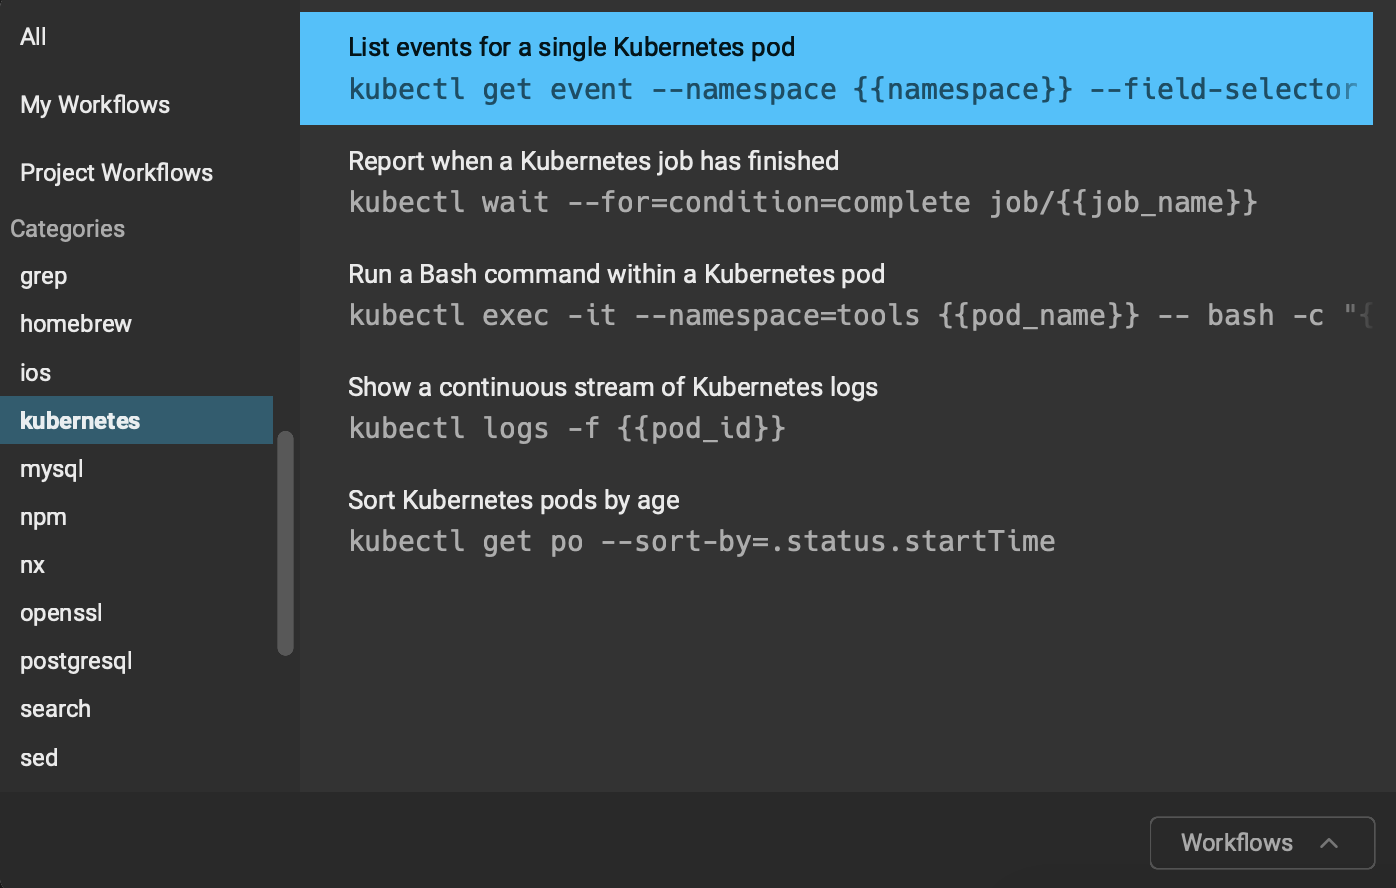 All
My Workflows
Project Workflows
Categories
grep
homebrew
ios
kubernetes
mysql
npm
nx
openssl
postgresql
search
sed
List events for a single Kubernetes pod
kubectl get event --namespace {{namespace}} --field-selector
Report when a Kubernetes job has finished
kubectl wait --for=condition=complete job/{{job_name}}
Run a Bash command within a Kubernetes pod
kubectl exec -it --namespace=tools {{pod_name}} -- bash -c "{
Show a continuous stream of Kubernetes logs
kubectl logs -f {{pod_id}}
Sort Kubernetes pods by age
kubectl get po --sort-by=.status.startTime
Workflows